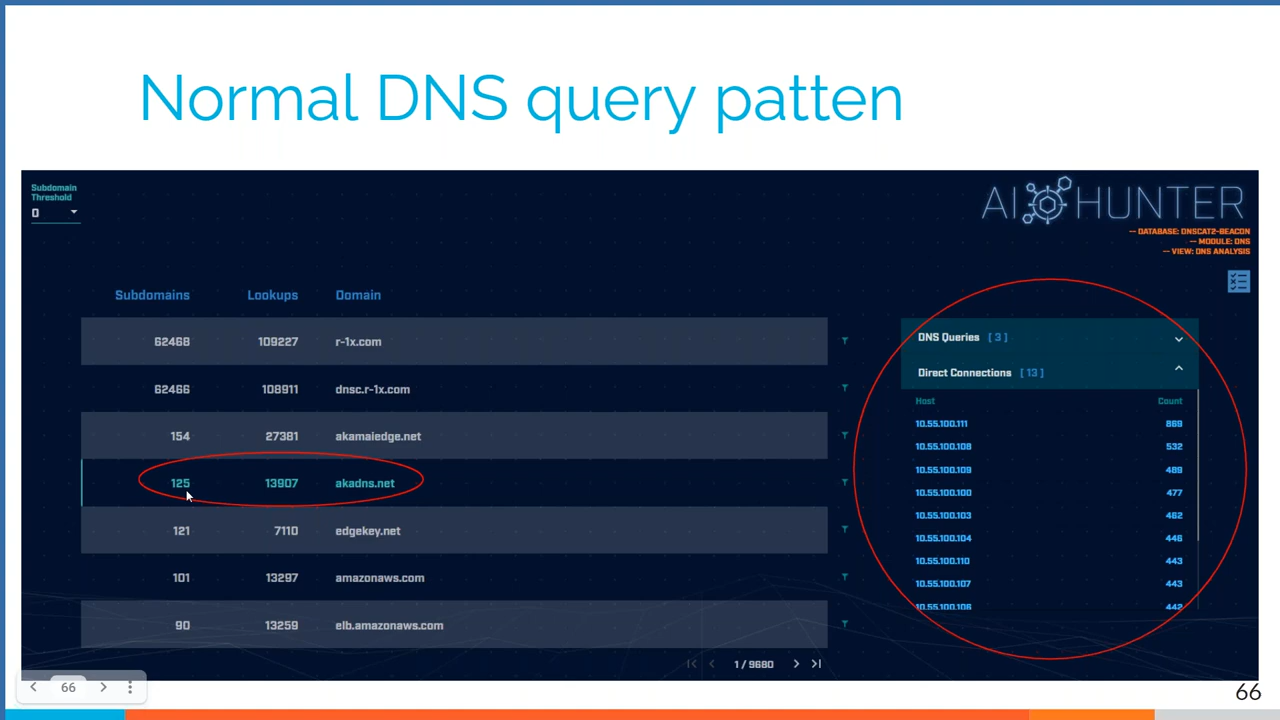 Normal DNS query patten
Subdomain
Threshold
0
AI HUNTER
-- DATABASE: DNSCAT2-BEACON
-- MODULE: DNS
-- VIEW: DNS ANALYSIS
Subdomains Lookups Domain
62468 109227 r-1x.com
62466 108911 dnsc.r-1x.com
154 27381 akamaiedge.net
125 13907 akadns.net
121 7110 edgekey.net
101 13297 amazonaws.com
90 13259 elb.amazonaws.com
1 / 9680
DNS Queries [ 3 ]
Direct Connections [ 13 ]
Host Count
10.55.100.111 869
10.55.100.108 532
10.55.100.109 489
10.55.100.100 477
10.55.100.103 462
10.55.100.104 446
10.55.100.110 443
10.55.100.107 443
10.55.100.106 442
66
66